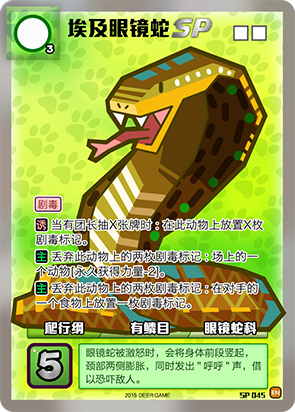 埃及眼镜蛇SP
3
剧毒
诱 当有团长抽X张牌时：在此动物上放置X枚
剧毒标记。
主 丢弃此动物上的两枚剧毒标记：场上的一
个动物[永久获得力量-2]。
主 丢弃此动物上的两枚剧毒标记：在对手的
一个食物上放置一枚剧毒标记。
爬行纲 有鳞目 眼镜蛇科
5
眼镜蛇被激怒时，会将身体前段竖起，
颈部两侧膨胀，同时发出“呼呼”声，借
以恐吓敌人。
2015 DEER GAME
SP 045
EN